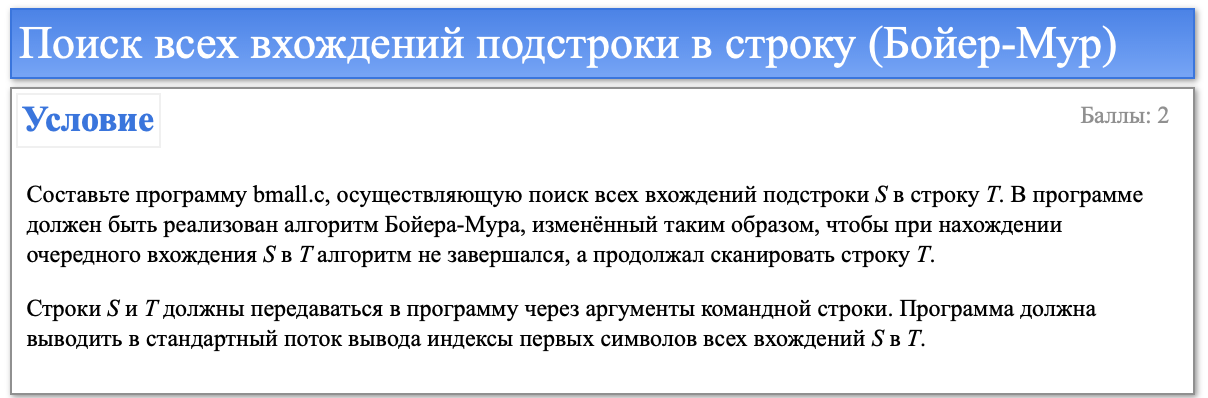 Поиск всех вхождений подстроки в строку (Бойер-Мур)
Условие
Баллы: 2
Составьте программу bmall.c, осуществляющую поиск всех вхождений подстроки S в строку T. В программе
должен быть реализован алгоритм Бойера-Мура, изменённый таким образом, чтобы при нахождении
очередного вхождения S в T алгоритм не завершался, а продолжал сканировать строку T.
Строки S и T должны передаваться в программу через аргументы командной строки. Программа должна
выводить в стандартный поток вывода индексы первых символов всех вхождений S в T.